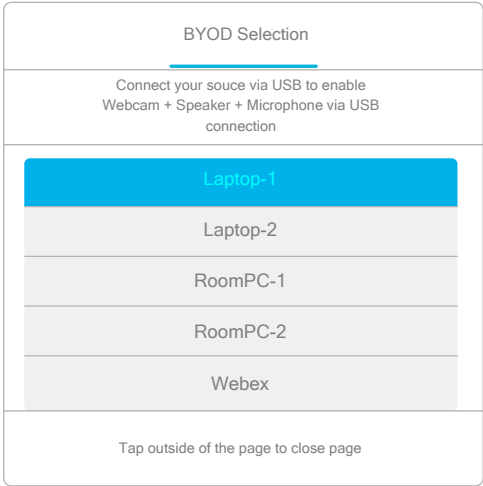 BYOD Selection
Connect your souce via USB to enable
Webcam + Speaker + Microphone via USB
connection
Laptop-1
Laptop-2
RoomPC-1
RoomPC-2
Webex
Tap outside of the page to close page